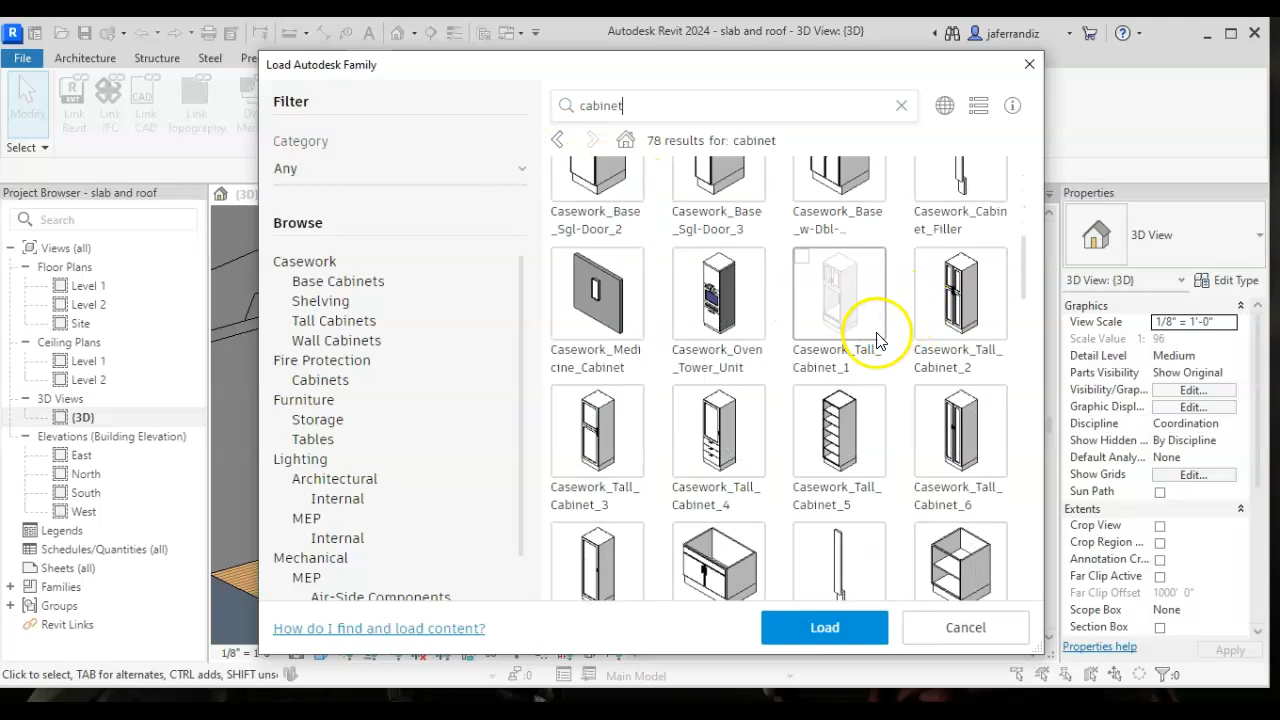 Autodesk Revit 2024 - slab and roof - 3D View: {3D}
jaferrandiz
File
Architecture
Structure
Steel
Modify
Link
Revit
Link
IFC
Link
CAD
Link
Topography
Select
Project Browser - slab and roof
Search
Views (all)
Floor Plans
Level 1
Level 2
Site
Ceiling Plans
Level 1
Level 2
3D Views
{3D}
Elevations (Building Elevation)
East
North
South
West
Legends
Schedules/Quantities (all)
Sheets (all)
Families
Groups
Revit Links
Load Autodesk Family
Filter
Category
Any
Browse
Casework
Base Cabinets
Shelving
Tall Cabinets
Wall Cabinets
Fire Protection
Cabinets
Furniture
Storage
Tables
Lighting
Architectural
Internal
MEP
Internal
Mechanical
MEP
Air-Side Components
How do I find and load content?
cabinet
78 results for: cabinet
Casework_Base
_Sgl-Door_2
Casework_Base
_Sgl-Door_3
Casework_Base
_w-Dbl-...
Casework_Cabin
et_Filler
Casework_Medi
cine_Cabinet
Casework_Oven
_Tower_Unit
Casework_Tall_
Cabinet_1
Casework_Tall_
Cabinet_2
Casework_Tall_
Cabinet_3
Casework_Tall_
Cabinet_4
Casework_Tall_
Cabinet_5
Casework_Tall_
Cabinet_6
Load
Cancel
Properties
3D View
3D View: {3D}
Edit Type
Graphics
View Scale 1/8" = 1'-0"
Scale Value 1: 96
Detail Level Medium
Parts Visibility Show Original
Visibility/Grap... Edit...
Graphic Displ... Edit...
Discipline Coordination
Show Hidden ... By Discipline
Default Analy... None
Show Grids Edit...
Sun Path
Extents
Crop View
Crop Region ...
Annotation Cr...
Far Clip Active
Far Clip Offset 1000' 0"
Scope Box None
Section Box
Properties help
Apply
1/8" = 1
Click to select, TAB for alternates, CTRL adds, SHIFT uns
:0
Main Model
:0